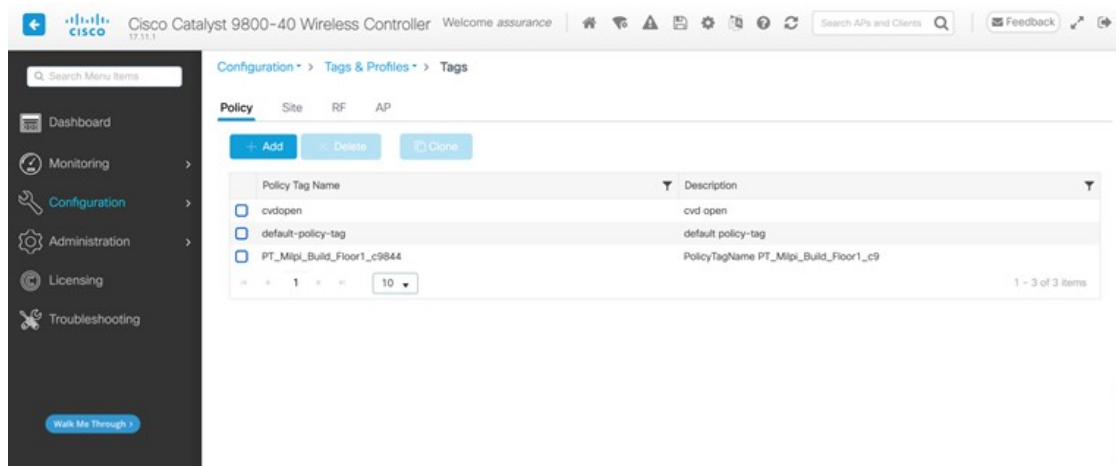 cisco Cisco Catalyst 9800-40 Wireless Controller Welcome assurance Search APs and Clients Feedback
17.11.1
Search Menu Items
Configuration > Tags & Profiles > Tags
Policy Site RF AP
Dashboard
+ Add × Delete Clone
Monitoring
Policy Tag Name Description
Configuration
cvdopen cvd open
default-policy-tag default policy-tag
Administration
PT_Milpi_Build_Floor1_c9844 PolicyTagName PT_Milpi_Build_Floor1_c9
Licensing
1 10 1 - 3 of 3 items
Troubleshooting
Walk Me Through >